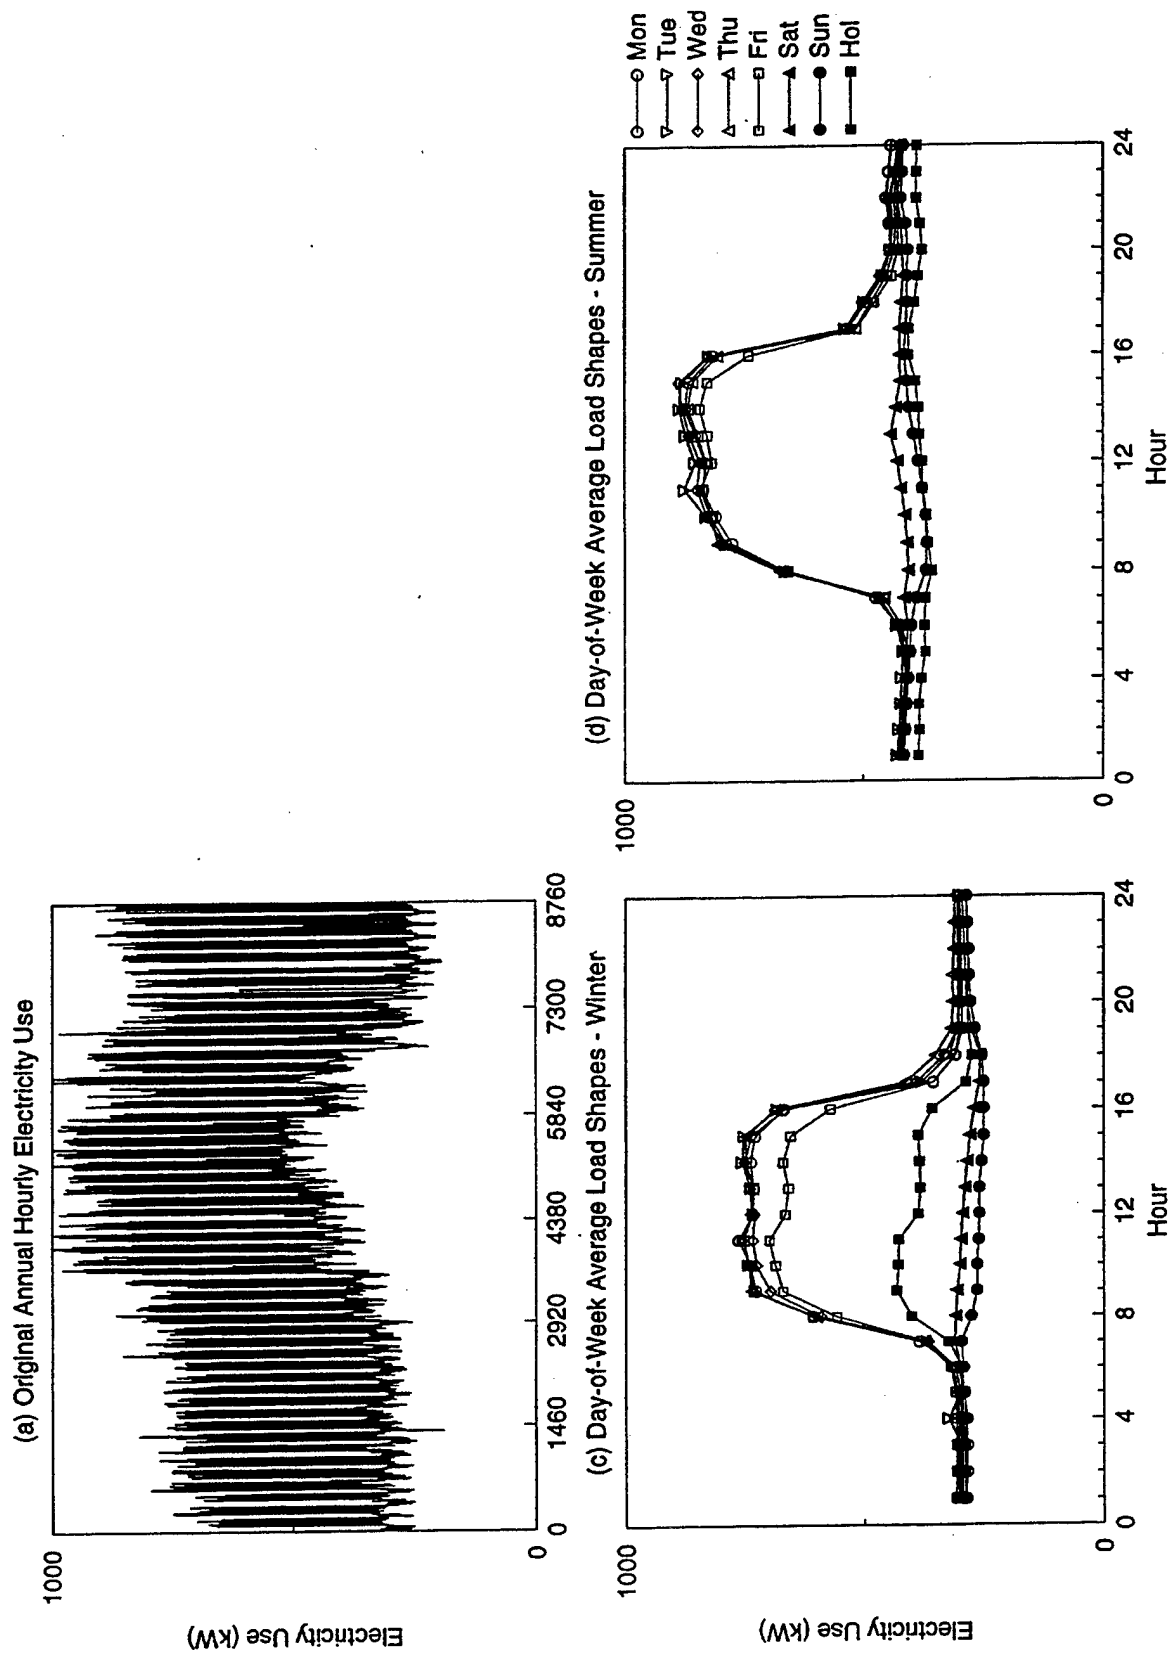 (a) Original Annual Hourly Electricity Use
Electricity Use (kW)
1000
0
0 1460 2920 4380 5840 7300 8760
(c) Day-of-Week Average Load Shapes - Winter
Electricity Use (kW)
1000
0
0 4 8 12 16 20 24
Hour
(d) Day-of-Week Average Load Shapes - Summer
1000
0
0 4 8 12 16 20 24
Hour
Mon
Tue
Wed
Thu
Fri
Sat
Sun
Hol